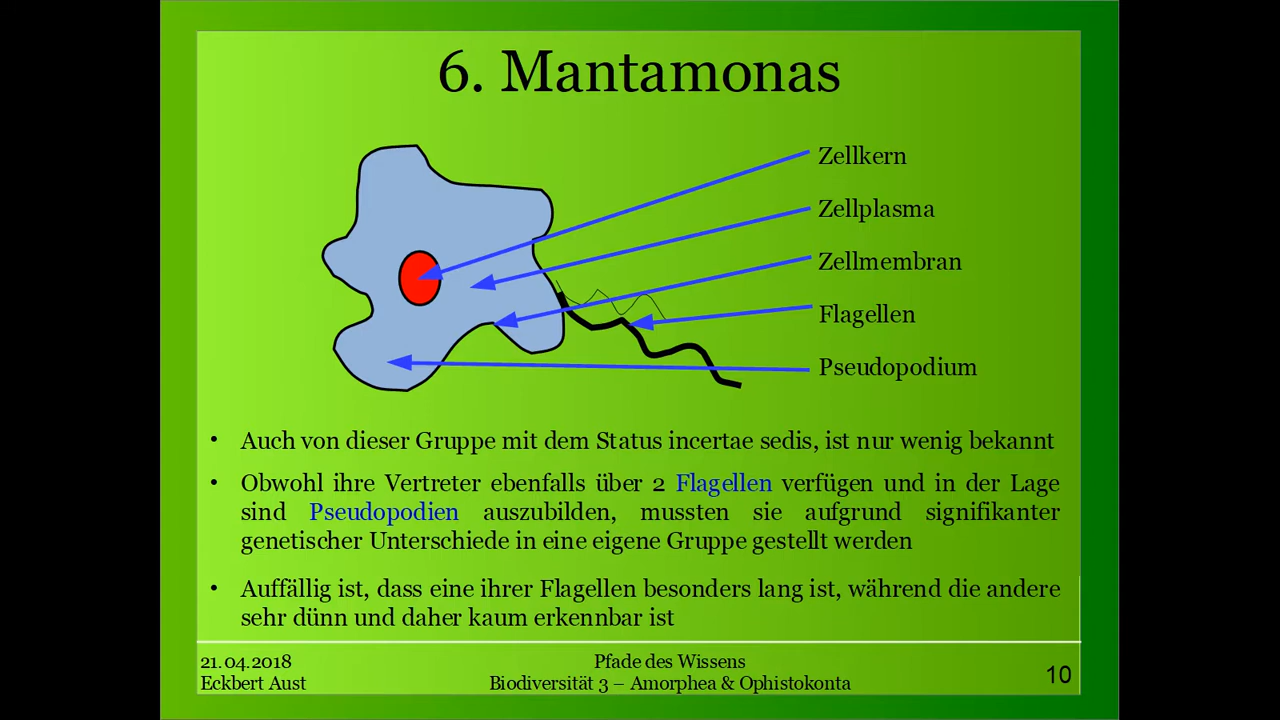 6. Mantamonas
Zellkern
Zellplasma
Zellmembran
Flagellen
Pseudopodium
• Auch von dieser Gruppe mit dem Status incertae sedis, ist nur wenig bekannt
• Obwohl ihre Vertreter ebenfalls über 2 Flagellen verfügen und in der Lage
sind Pseudopodien auszubilden, mussten sie aufgrund signifikanter
genetischer Unterschiede in eine eigene Gruppe gestellt werden
• Auffällig ist, dass eine ihrer Flagellen besonders lang ist, während die andere
sehr dünn und daher kaum erkennbar ist
21.04.2018
Eckbert Aust
Pfade des Wissens
Biodiversität 3 – Amorphea & Ophistokonta
10